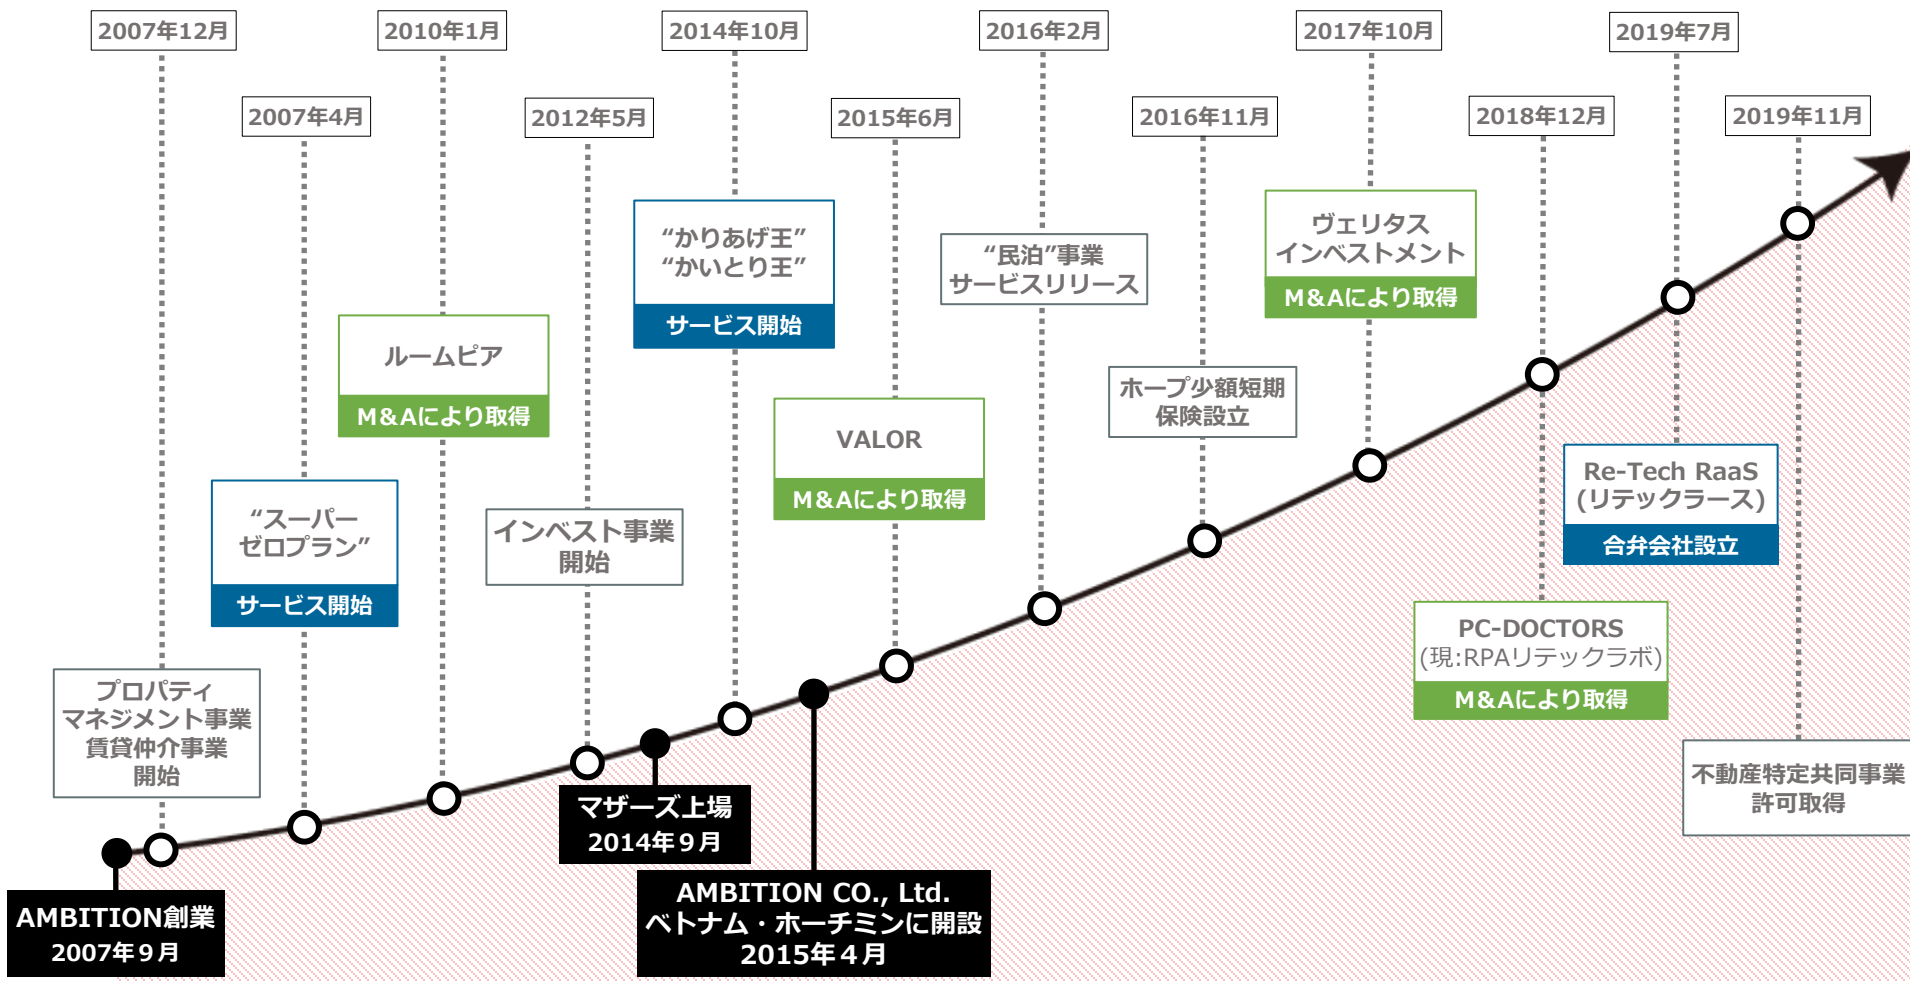 2007年12月
2010年1月
2014年10月
2016年2月
2017年10月
2019年7月
2007年4月
2012年5月
2015年6月
2016年11月
2018年12月
2019年11月
プロパティ
マネジメント事業
賃貸仲介事業
開始
“スーパー
ゼロプラン”
サービス開始
ルームピア
M&Aにより取得
インベスト事業
開始
“かりあげ王”
“かいとり王”
サービス開始
VALOR
M&Aにより取得
“民泊”事業
サービスリリース
ホープ少額短期
保険設立
ヴェリタス
インベストメント
M&Aにより取得
PC-DOCTORS
(現:RPAリテックラボ)
M&Aにより取得
Re-Tech RaaS
(リテックラース)
合弁会社設立
不動産特定共同事業
許可取得
AMBITION創業
2007年９月
マザーズ上場
2014年９月
AMBITION CO., Ltd.
ベトナム・ホーチミンに開設
2015年４月